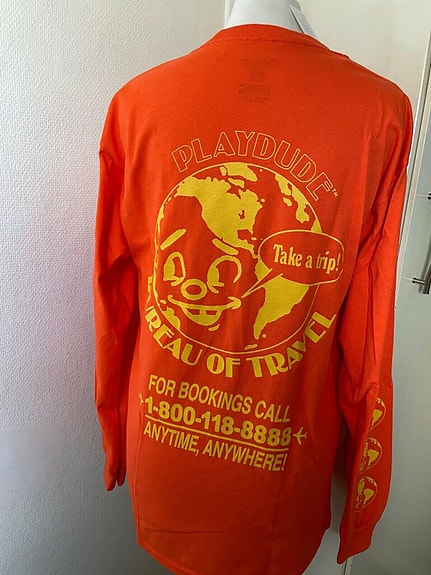 PLAYDUDE™
Take a trip!
BUREAU OF TRAVEL
FOR BOOKINGS CALL
1-800-118-8888
ANYTIME, ANYWHERE!